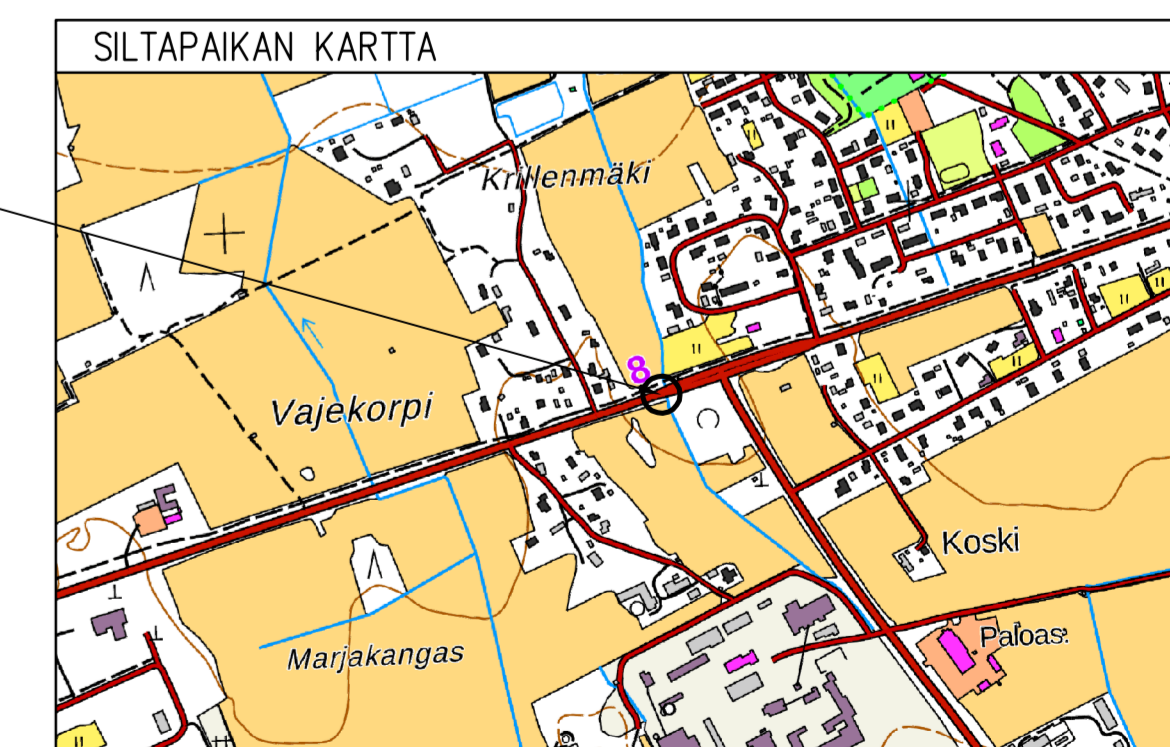 SILTAPAIKAN KARTTA
Krillenmäki
8
Vajekorpi
Koski
Paloas.
Marjakangas